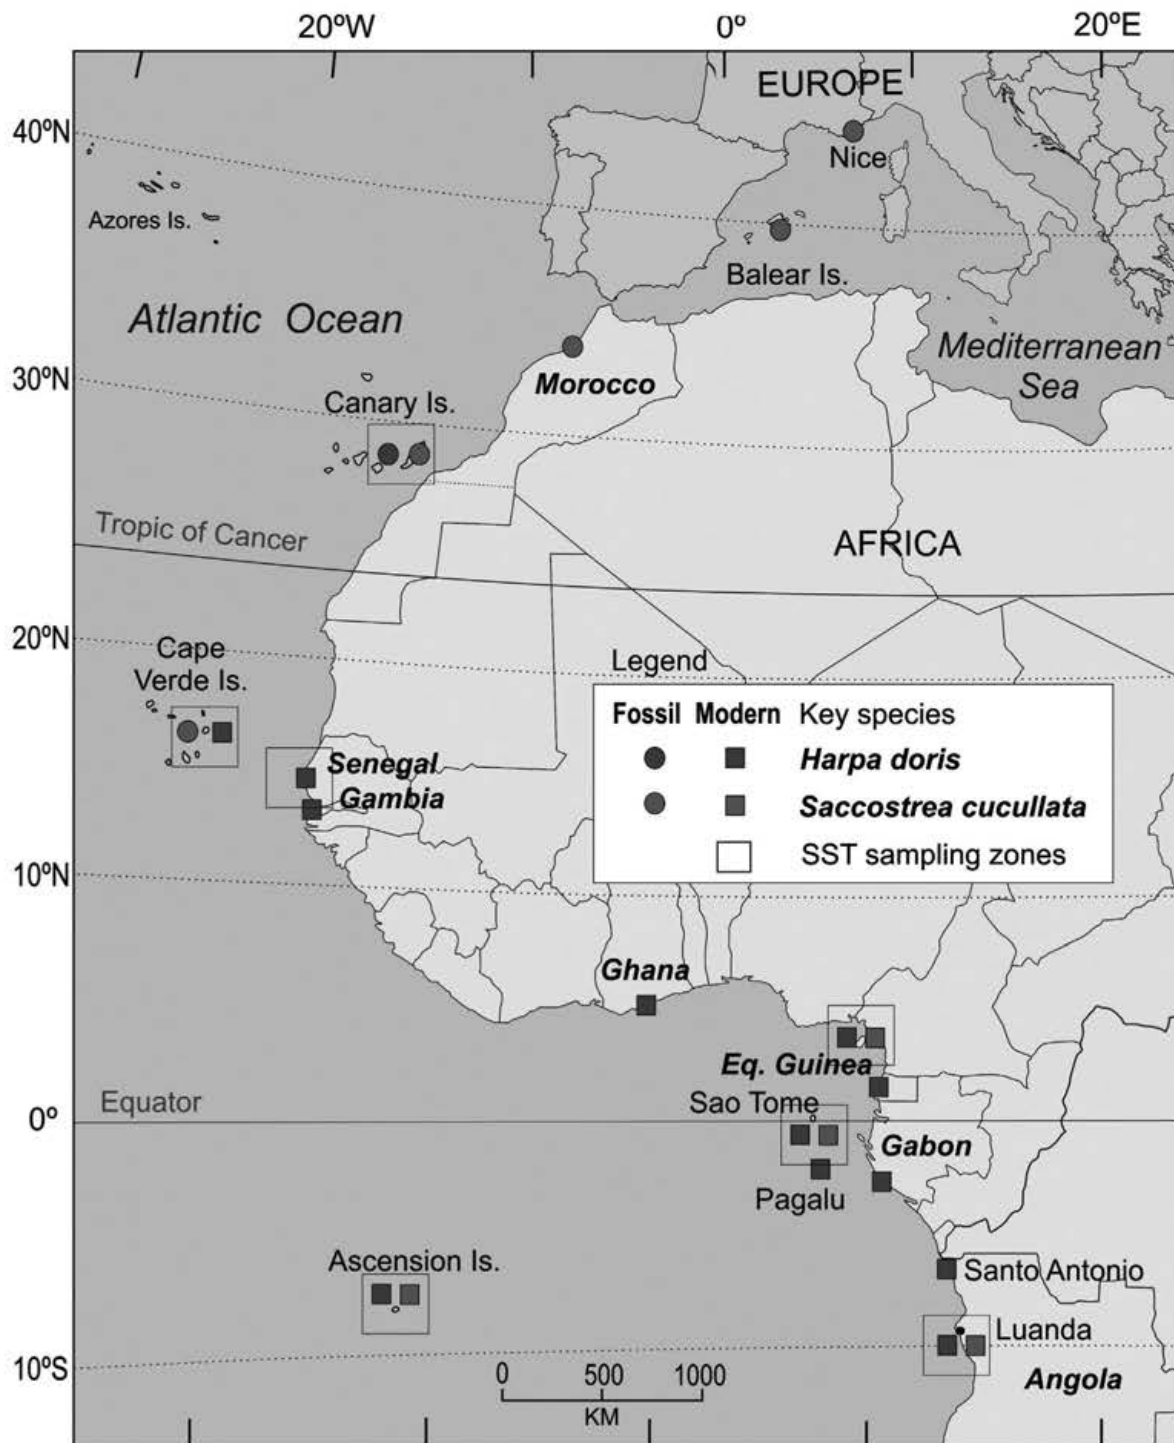 20ºW 0º 20ºE
EUROPE
40ºN
Nice
Azores Is.
Balear Is.
Atlantic Ocean
Mediterranean
Sea
30ºN
Morocco
Canary Is.
Tropic of Cancer
AFRICA
20ºN
Cape
Verde Is.
Legend
Fossil Modern Key species
Harpa doris
Saccostrea cucullata
SST sampling zones
Senegal
Gambia
10ºN
Ghana
Eq. Guinea
Equator
Sao Tome
0º
Gabon
Pagalu
Ascension Is.
Santo Antonio
Luanda
10ºS
Angola
0 500 1000
KM